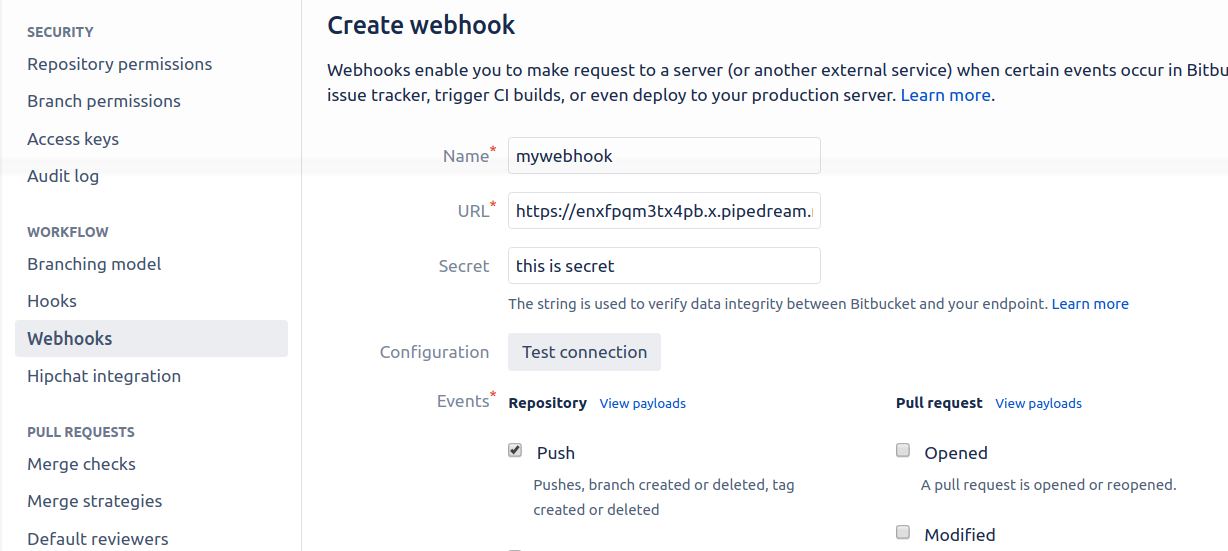 SECURITY
Repository permissions
Branch permissions
Access keys
Audit log
WORKFLOW
Branching model
Hooks
Webhooks
Hipchat integration
PULL REQUESTS
Merge checks
Merge strategies
Default reviewers
Create webhook
Webhooks enable you to make request to a server (or another external service) when certain events occur in
issue tracker, trigger CI builds, or even deploy to your production server. Learn more.
Name* mywebhook
URL* https://enxfpqm3tx4pb.x.pipedream.
Secret this is secret
The string is used to verify data integrity between Bitbucket and your endpoint. Learn more
Configuration Test connection
Events* Repository View payloads
Push
Pushes, branch created or deleted, tag
created or deleted
Pull request View payloads
Opened
A pull request is opened or reopened.
Modified